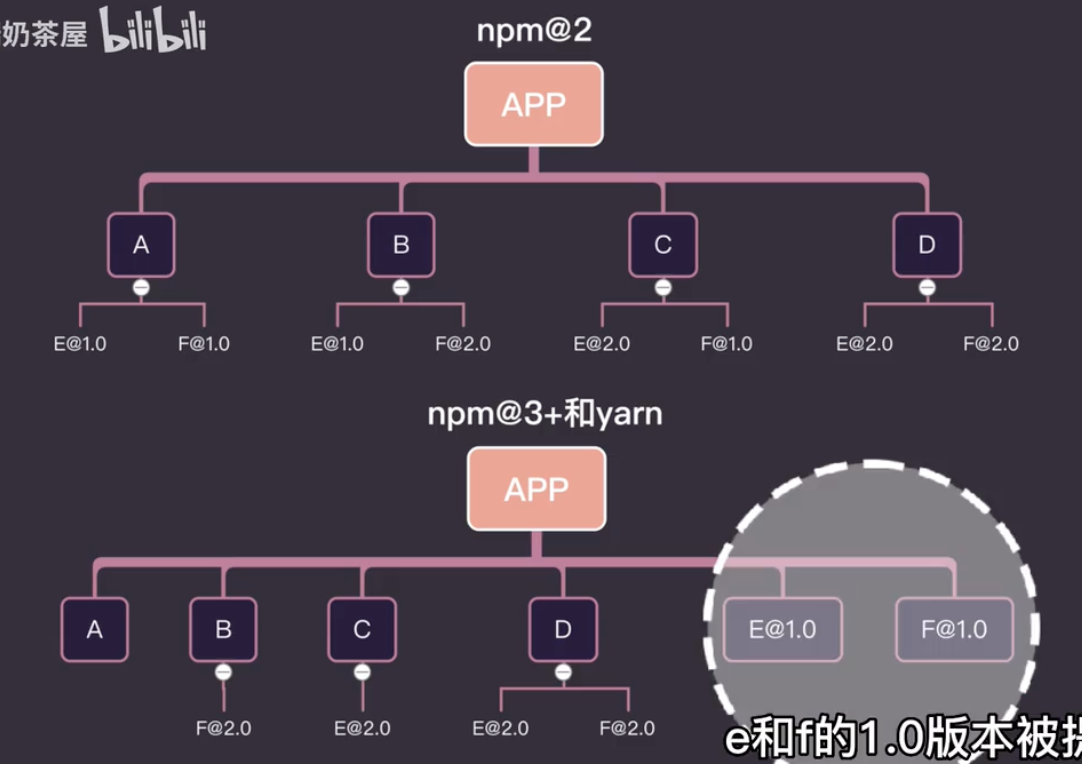 奶茶屋 bilibili
npm@2
APP
A B C D
E@1.0 F@1.0 E@1.0 F@2.0 E@2.0 F@1.0 E@2.0 F@2.0
npm@3+和yarn
APP
A B C D E@1.0 F@1.0
F@2.0 E@2.0 E@2.0 F@2.0
e和f的1.0版本被提